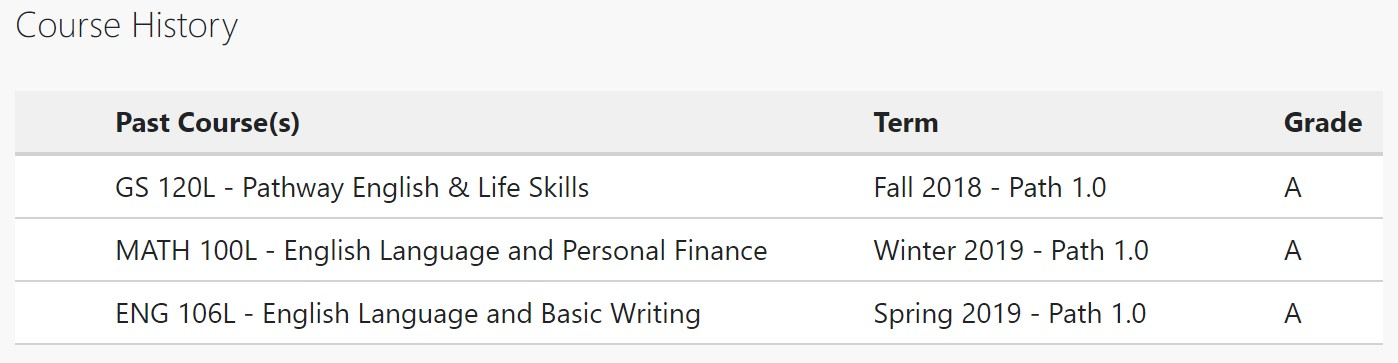 Course History
Past Course(s) Term Grade
GS 120L - Pathway English & Life Skills Fall 2018 - Path 1.0 A
MATH 100L - English Language and Personal Finance Winter 2019 - Path 1.0 A
ENG 106L - English Language and Basic Writing Spring 2019 - Path 1.0 A